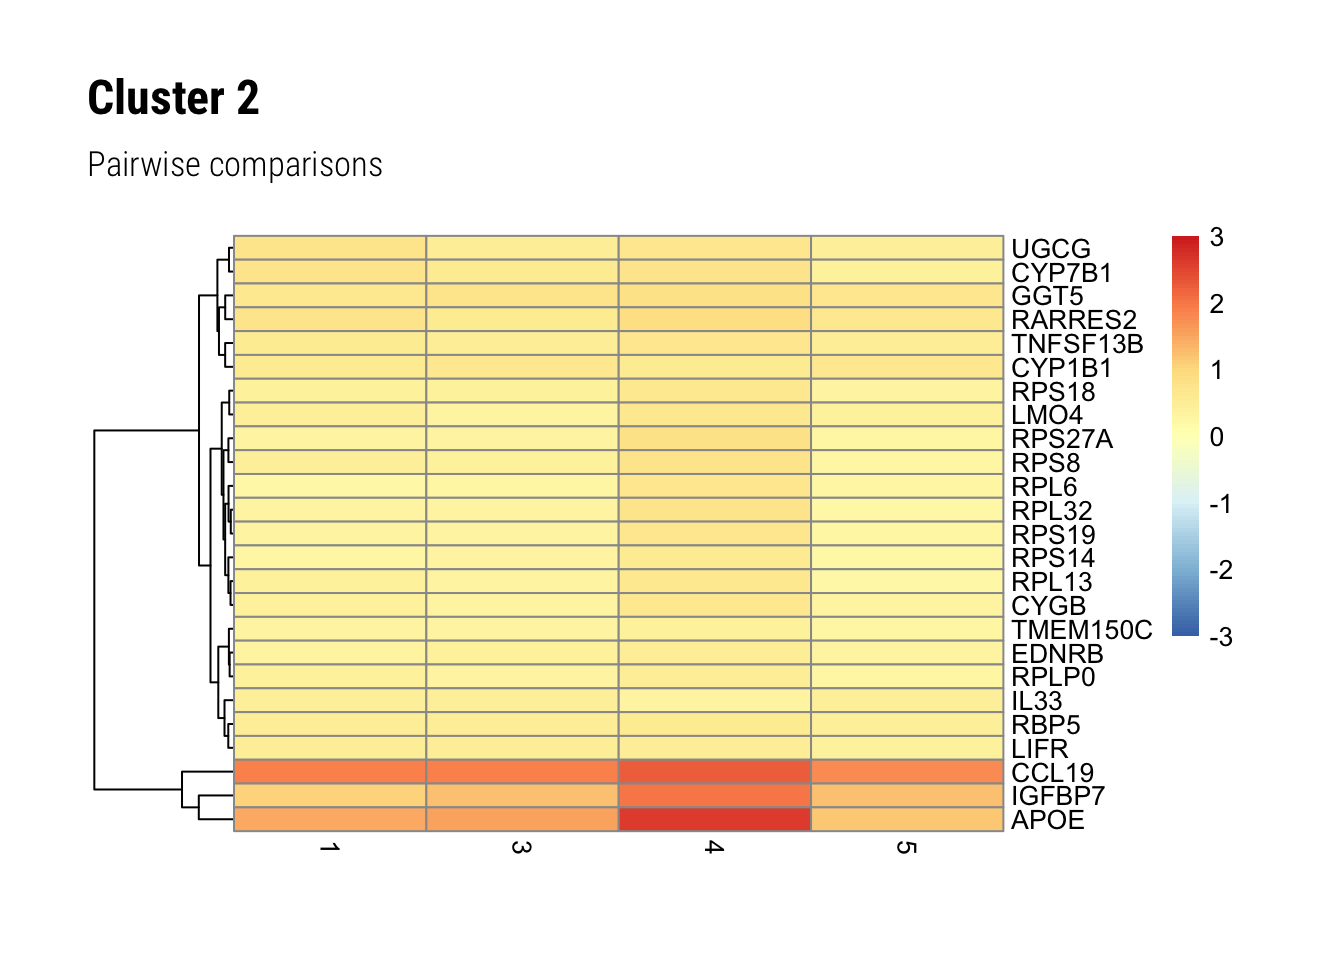 Cluster 2
Pairwise comparisons
UGCG
CYP7B1
GGT5
RARRES2
TNFSF13B
CYP1B1
RPS18
LMO4
RPS27A
RPS8
RPL6
RPL32
RPS19
RPS14
RPL13
CYGB
TMEM150C
EDNRB
RPLP0
IL33
RBP5
LIFR
CCL19
IGFBP7
APOE
1 3 4 5
3
2
1
0
-1
-2
-3